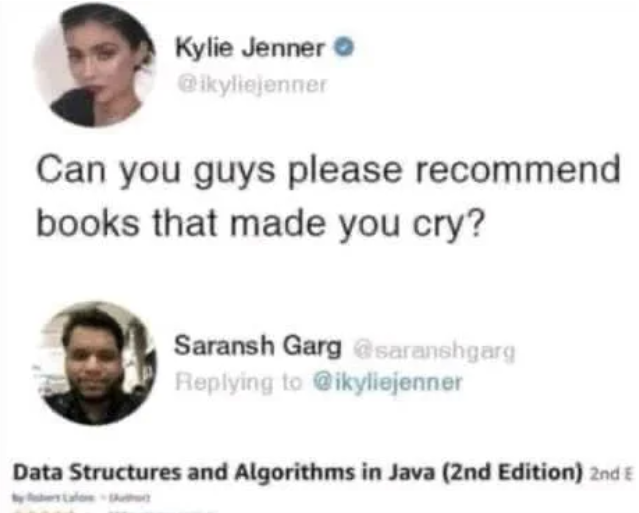 Kylie Jenner
@ikyliejenner
Can you guys please recommend
books that made you cry?
Saransh Garg @saranshgarg
Replying to @ikyliejenner
Data Structures and Algorithms in Java (2nd Edition) 2nd E
by Robert Lafore (Author)